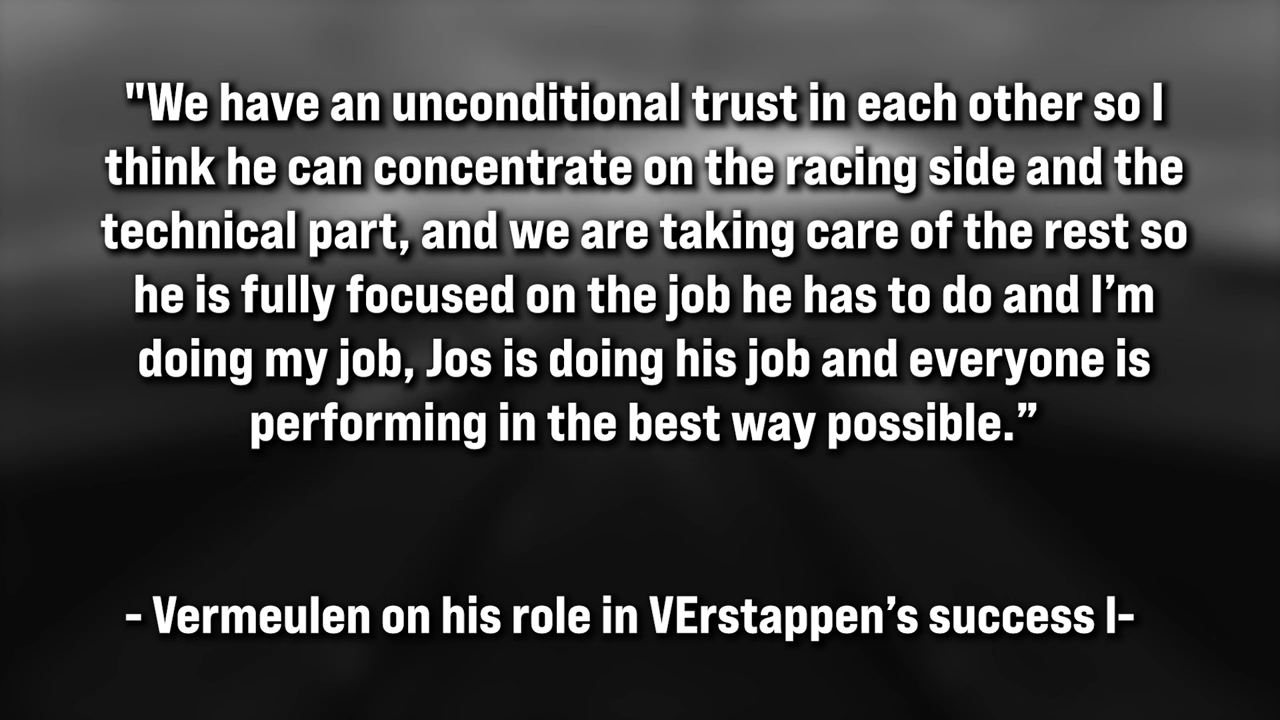 "We have an unconditional trust in each other so I
think he can concentrate on the racing side and the
technical part, and we are taking care of the rest so
he is fully focused on the job he has to do and I’m
doing my job, Jos is doing his job and everyone is
performing in the best way possible.”
- Vermeulen on his role in VErstappen’s success l-